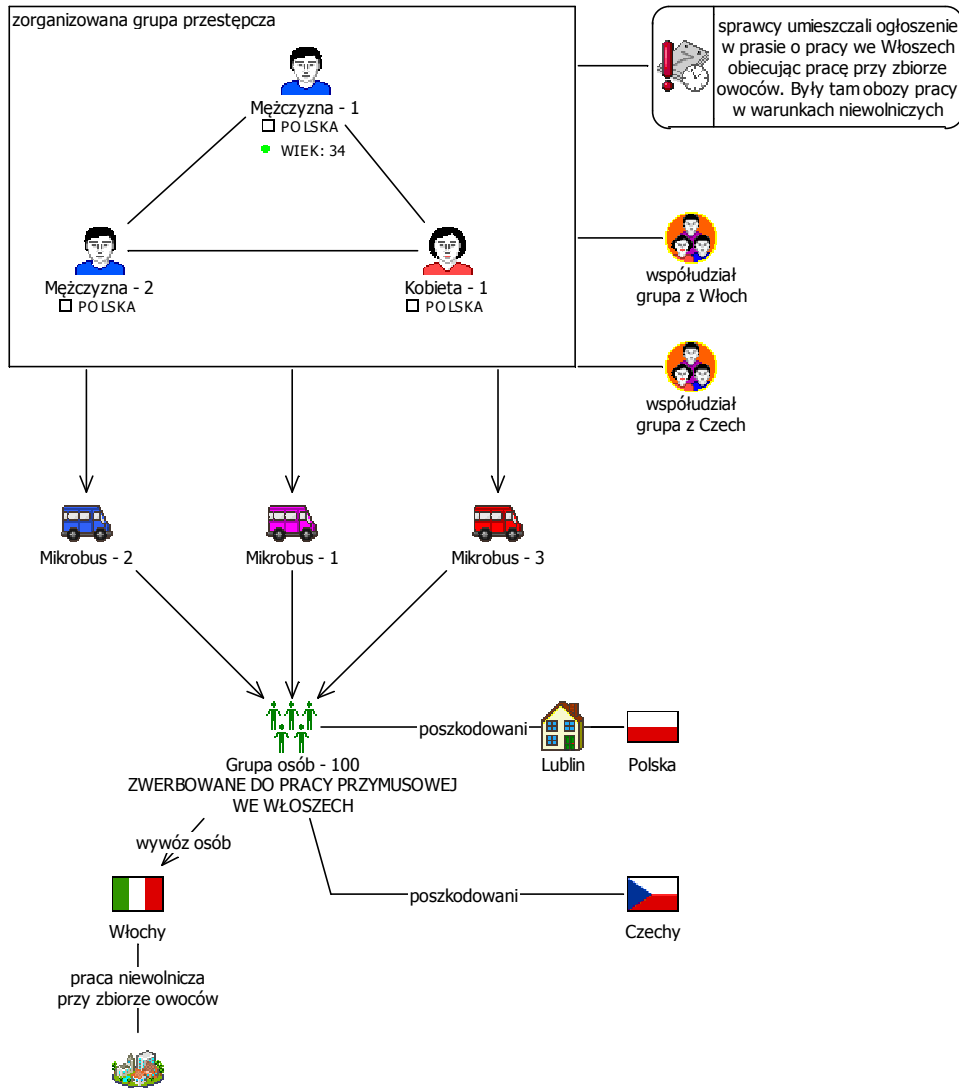 zorganizowana grupa przestępcza
sprawcy umieszczali ogłoszenie
w prasie o pracy we Włoszech
obiecując pracę przy zbiorze
owoców. Były tam obozy pracy
w warunkach niewolniczych
Mężczyzna - 1
POLSKA
WIEK: 34
Mężczyzna - 2
POLSKA
Kobieta - 1
POLSKA
współudział
grupa z Włoch
współudział
grupa z Czech
Mikrobus - 2
Mikrobus - 1
Mikrobus - 3
poszkodowani
Lublin
Polska
Grupa osób - 100
ZWERBOWANE DO PRACY PRZYMUSOWEJ
WE WŁOSZECH
wywóz osób
poszkodowani
Włochy
Czechy
praca niewolnicza
przy zbiorze owoców